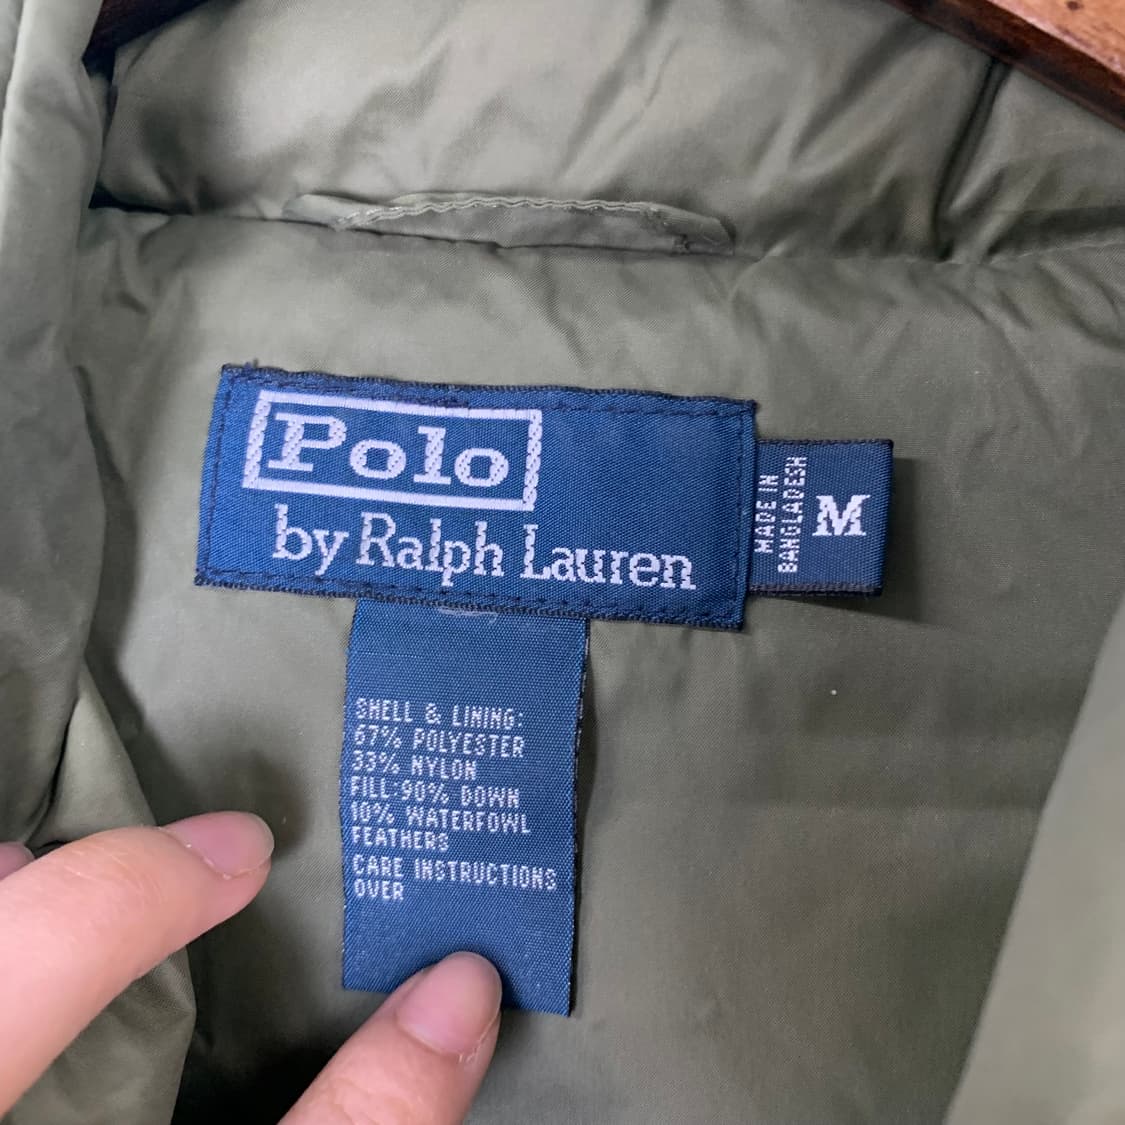 Polo
by Ralph Lauren
MADE IN
BANGLADESH
M
SHELL & LINING:
67% POLYESTER
33% NYLON
FILL:90% DOWN
10% WATERFOWL
FEATHERS
CARE INSTRUCTIONS
OVER